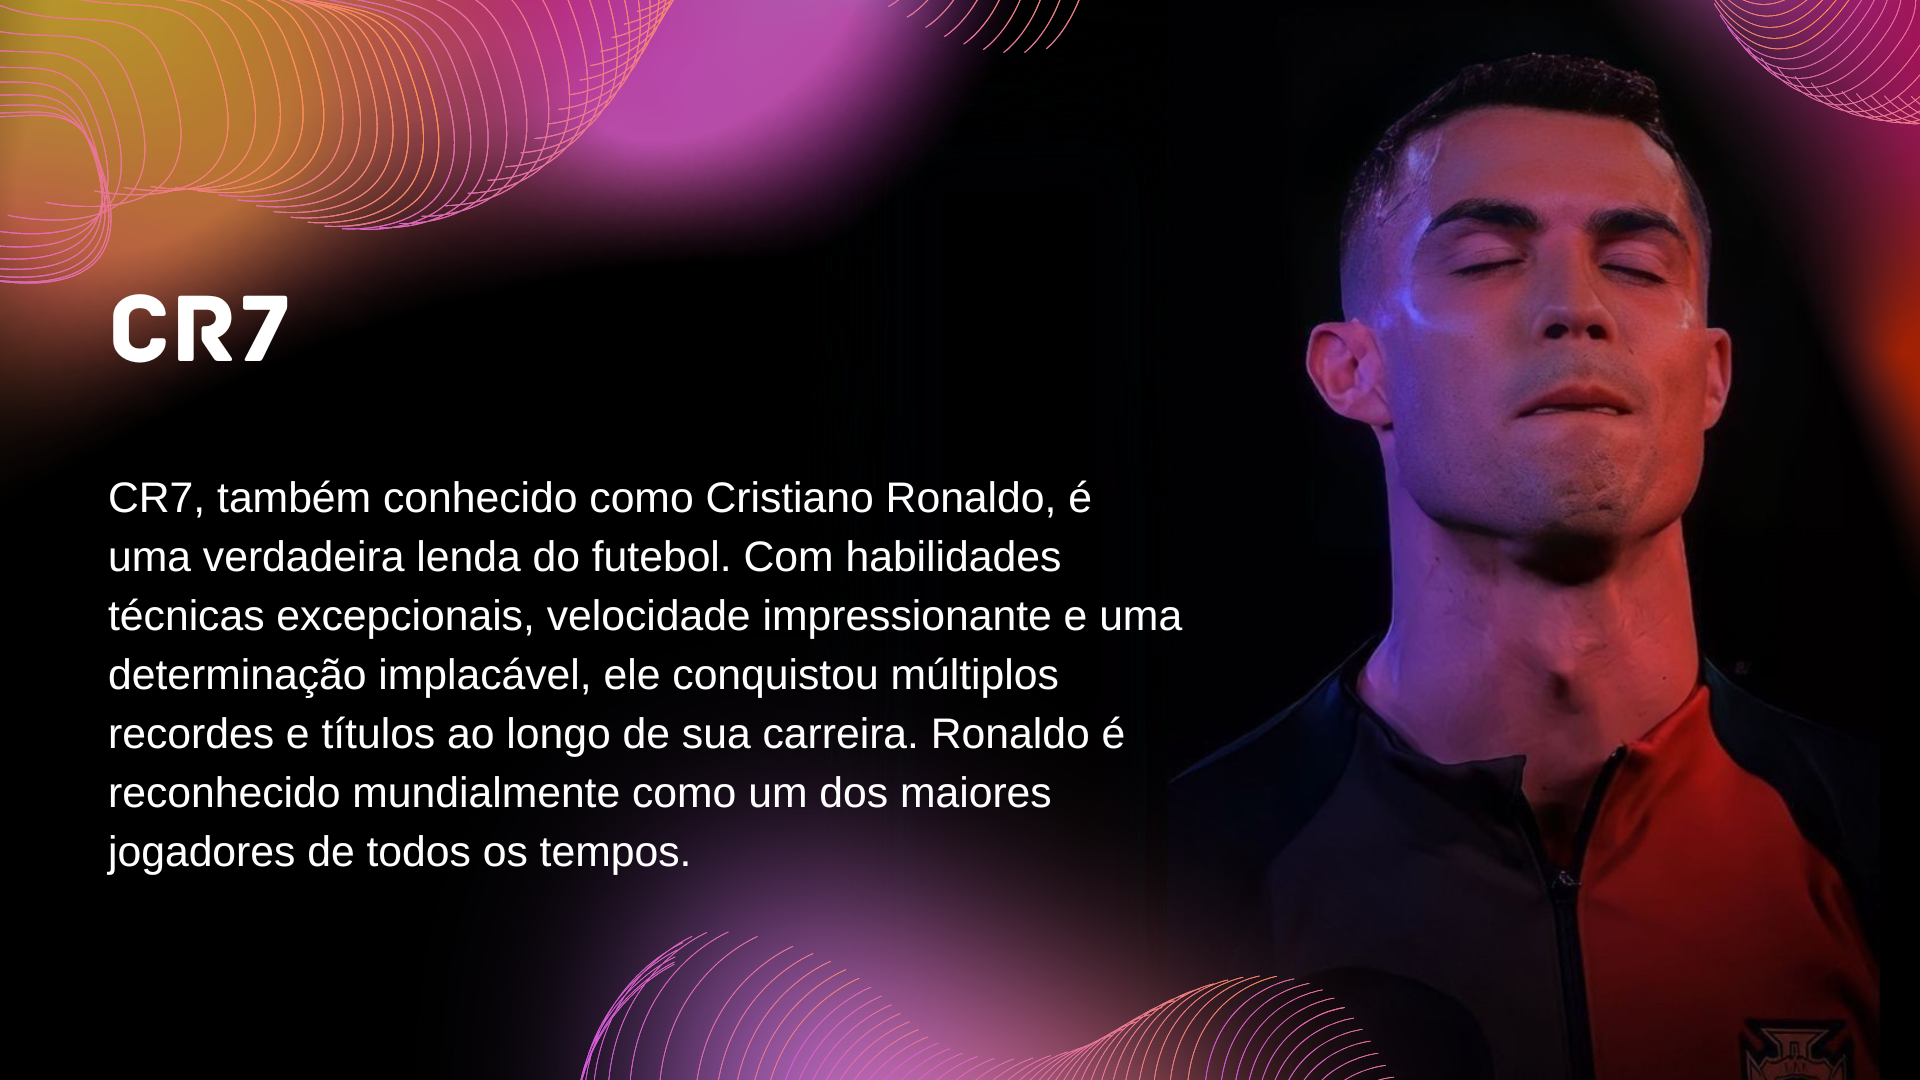 CR7
CR7, também conhecido como Cristiano Ronaldo, é
uma verdadeira lenda do futebol. Com habilidades
técnicas excepcionais, velocidade impressionante e uma
determinação implacável, ele conquistou múltiplos
recordes e títulos ao longo de sua carreira. Ronaldo é
reconhecido mundialmente como um dos maiores
jogadores de todos os tempos.